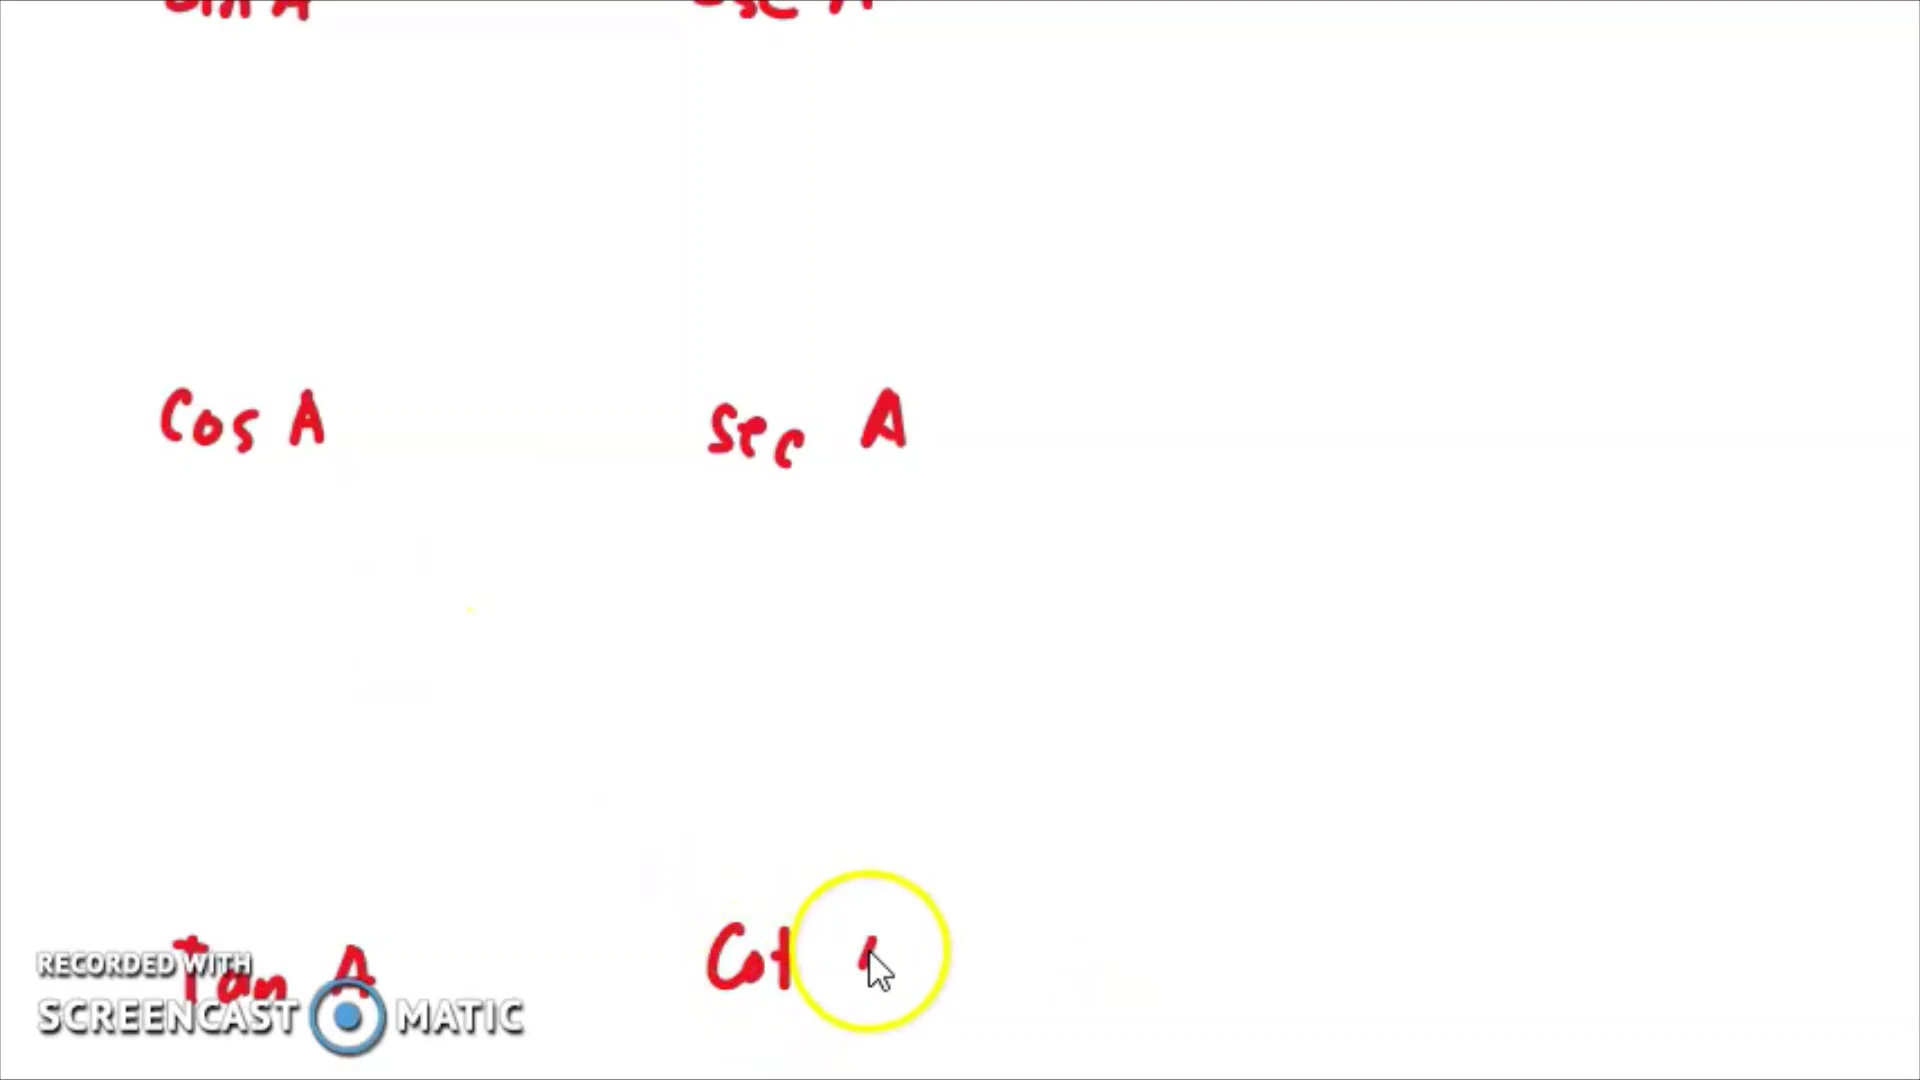 Cos A sec A
Tan A Cot
RECORDED WITH
SCREENCAST MATIC